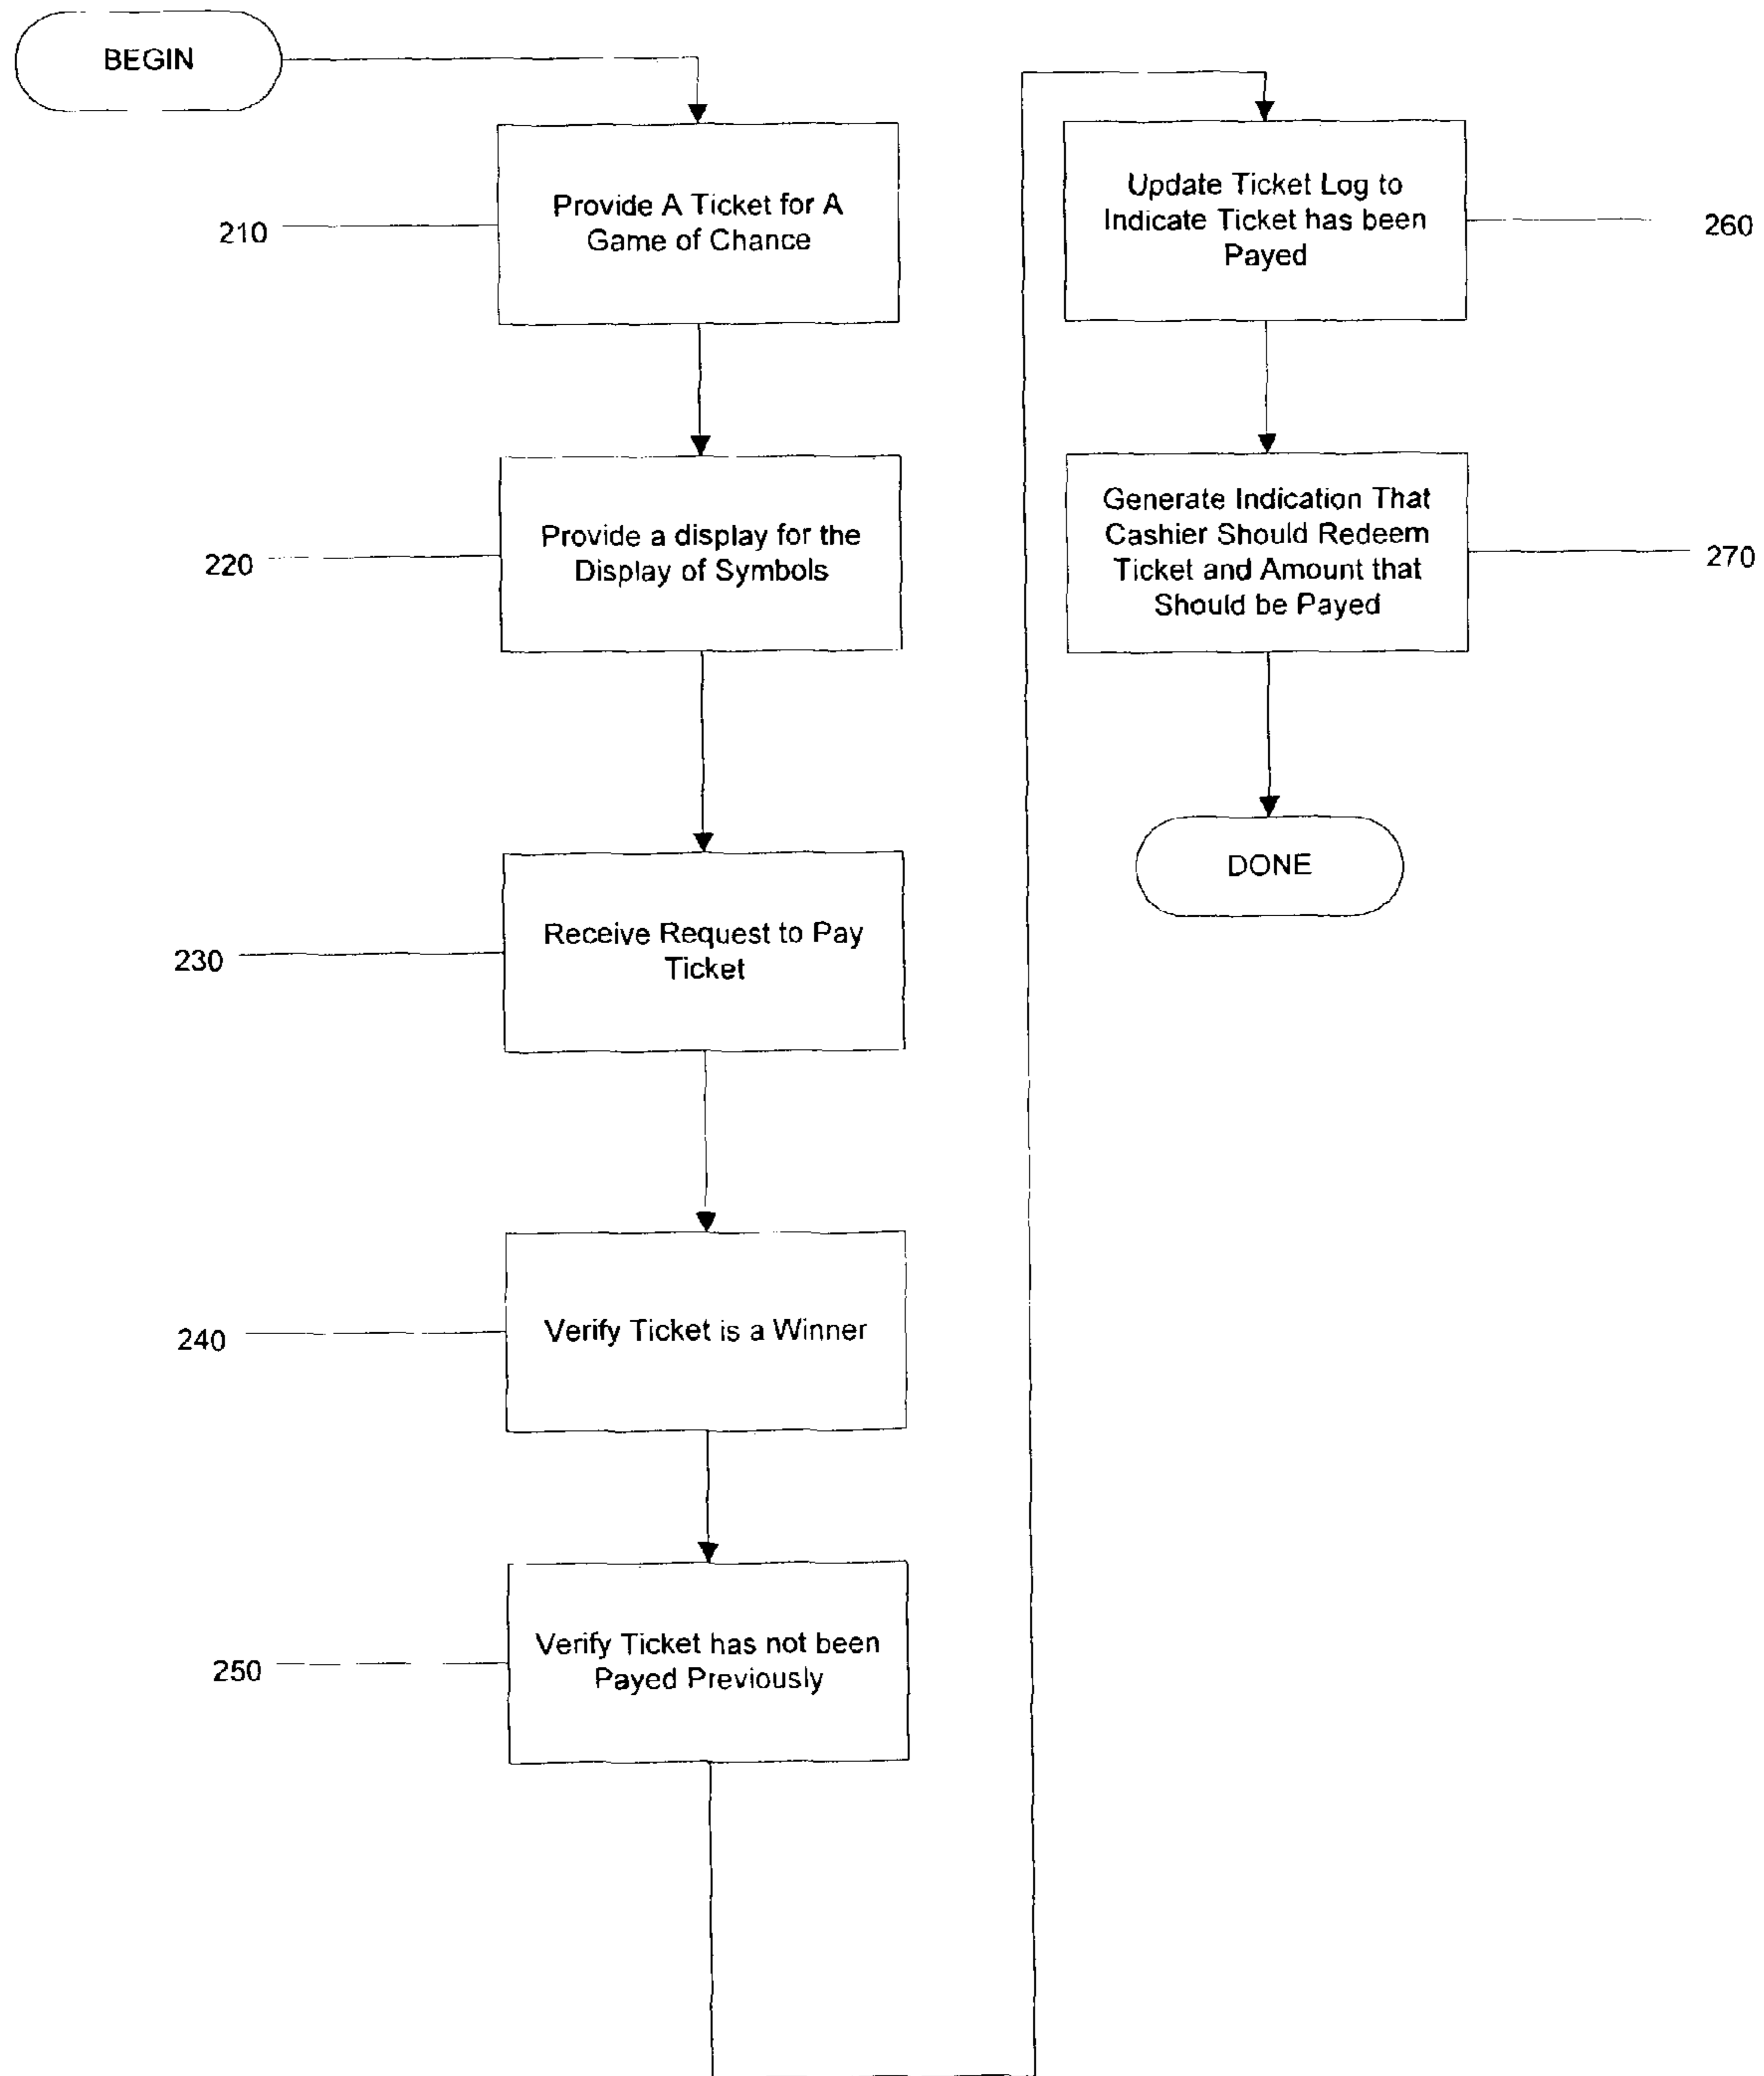 BEGIN
210
Provide A Ticket for A
Game of Chance
220
Provide a display for the
Display of Symbols
230
Receive Request to Pay
Ticket
240
Verify Ticket is a Winner
250
Verify Ticket has not been
Payed Previously
Update Ticket Log to
Indicate Ticket has been
Payed
260
Generate Indication That
Cashier Should Redeem
Ticket and Amount that
Should be Payed
270
DONE